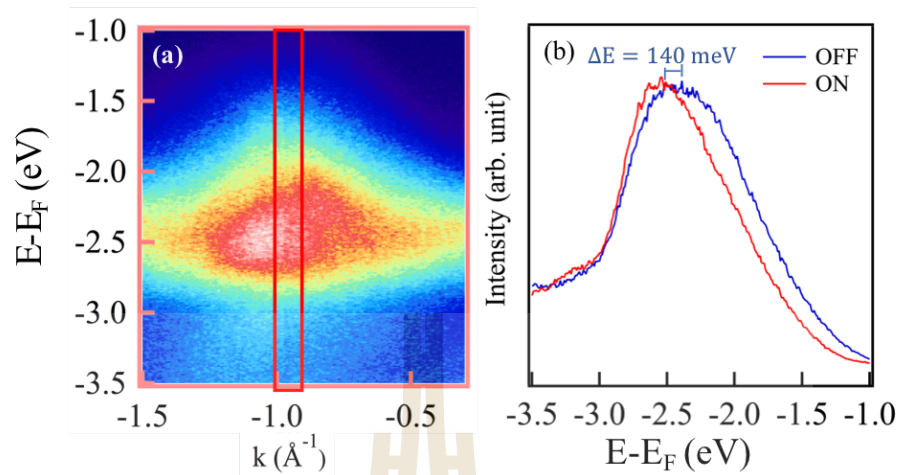 (a)
E-E_F (eV)
-1.0
-1.5
-2.0
-2.5
-3.0
-3.5
-1.5
-1.0
-0.5
k (Å⁻¹)
(b)
ΔE = 140 meV
OFF
ON
Intensity (arb. unit)
-3.5 -3.0 -2.5 -2.0 -1.5 -1.0
E-E_F (eV)